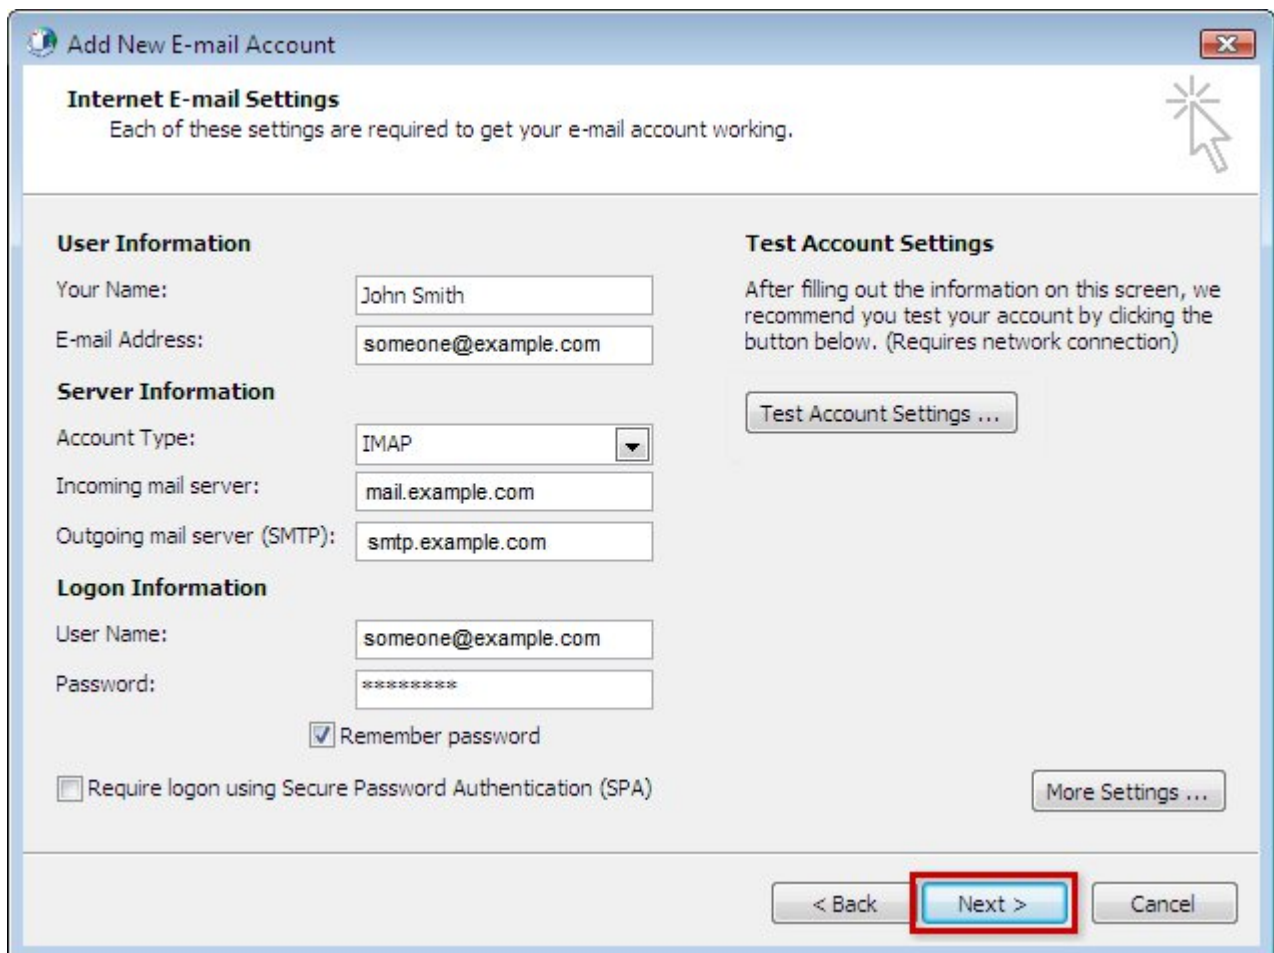 Add New E-mail Account
Internet E-mail Settings
Each of these settings are required to get your e-mail account working.
User Information
Your Name: John Smith
E-mail Address: someone@example.com
Server Information
Account Type: IMAP
Incoming mail server: mail.example.com
Outgoing mail server (SMTP): smtp.example.com
Logon Information
User Name: someone@example.com
Password: ********
Remember password
Require logon using Secure Password Authentication (SPA)
Test Account Settings
After filling out the information on this screen, we
recommend you test your account by clicking the
button below. (Requires network connection)
Test Account Settings ...
More Settings ...
< Back
Next >
Cancel